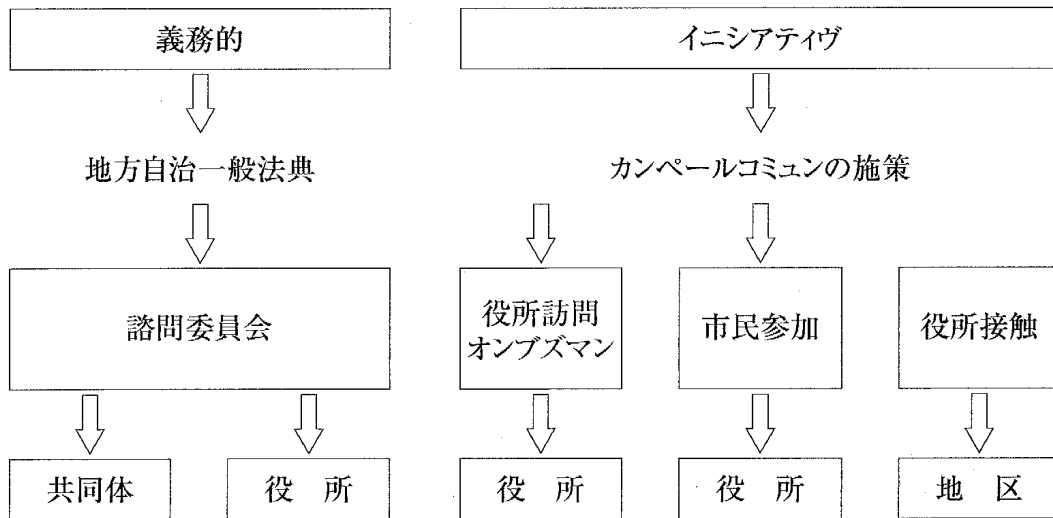 義務的
イニシアティヴ
地方自治一般法典
カンペールコミュンの施策
諮問委員会
役所訪問
オンブズマン
市民参加
役所接触
共同体
役　所
役　所
役　所
地　区